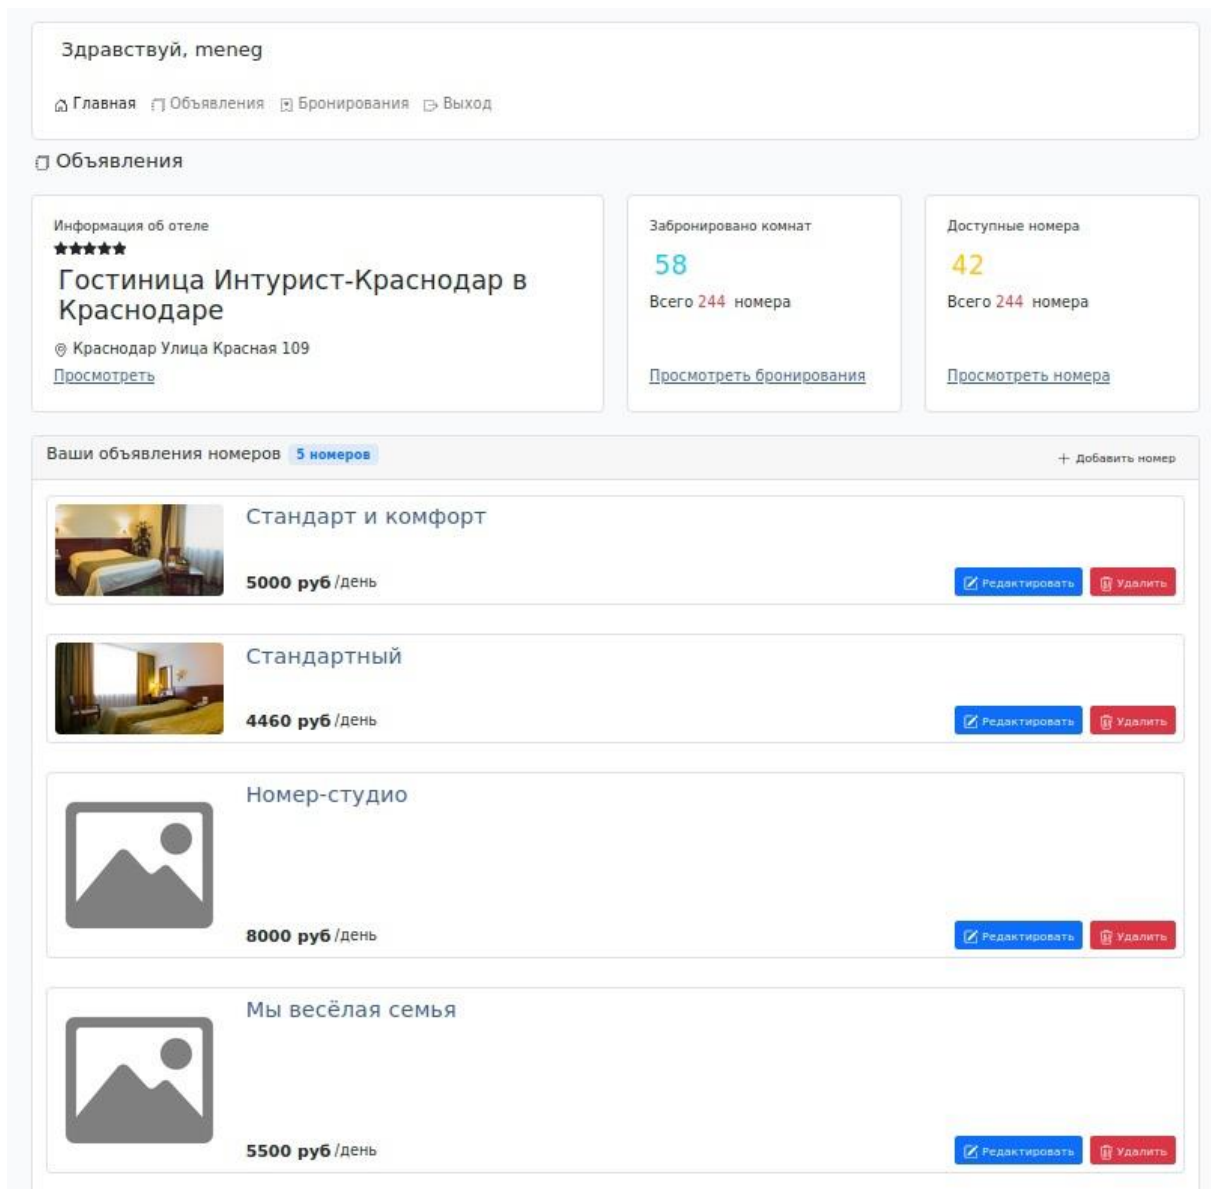 Здравствуй, meneg
Главная Объявления Бронирования Выход
Объявления
Информация об отеле
Гостиница Интурист-Краснодар в
Краснодаре
Краснодар Улица Красная 109
Просмотреть
Забронировано комнат
58
Всего 244 номера
Просмотреть бронирования
Доступные номера
42
Всего 244 номера
Просмотреть номера
Ваши объявления номеров 5 номеров
+ Добавить номер
Стандарт и комфорт
5000 руб /день
Редактировать Удалить
Стандартный
4460 руб /день
Редактировать Удалить
Номер-студио
8000 руб /день
Редактировать Удалить
Мы весёлая семья
5500 руб /день
Редактировать Удалить